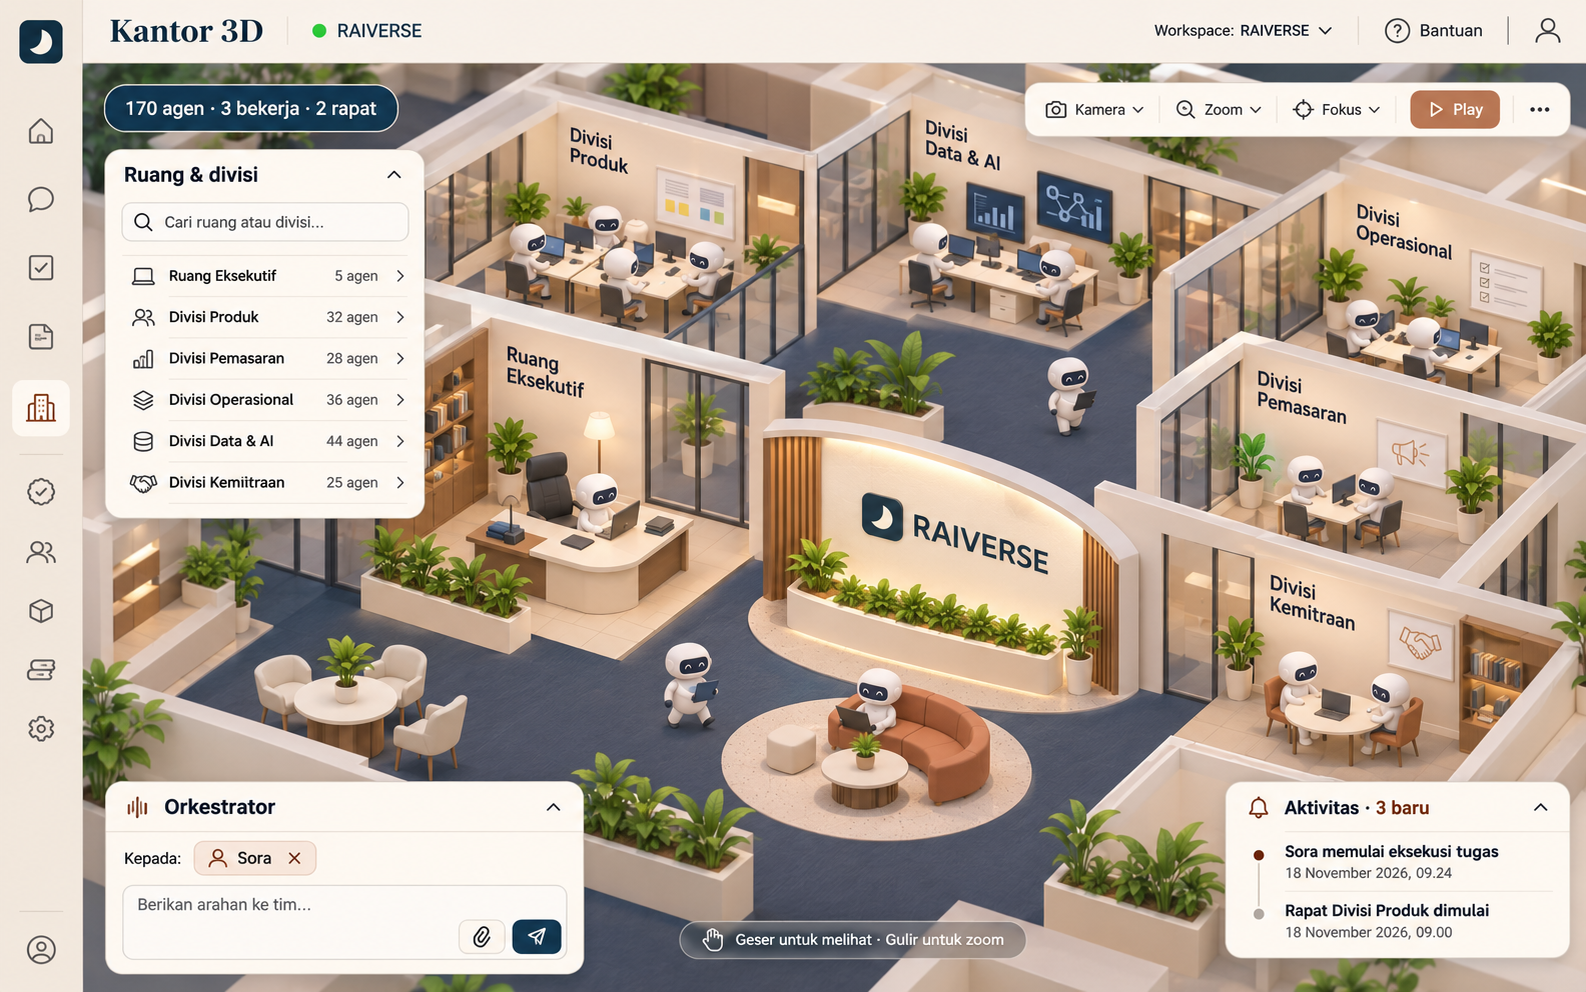 Kantor 3D
RAIVERSE
Workspace: RAIVERSE
Bantuan
170 agen · 3 bekerja · 2 rapat
Kamera
Zoom
Fokus
Play
Ruang & divisi
Cari ruang atau divisi...
Ruang Eksekutif 5 agen
Divisi Produk 32 agen
Divisi Pemasaran 28 agen
Divisi Operasional 36 agen
Divisi Data & AI 44 agen
Divisi Kemiitraan 25 agen
Divisi
Produk
Divisi
Data & AI
Divisi
Operasional
Ruang
Eksekutif
Divisi
Pemasaran
RAIVERSE
Divisi
Kemitraan
Orkestrator
Kepada:
Sora
Berikan arahan ke tim...
Geser untuk melihat · Gulir untuk zoom
Aktivitas · 3 baru
Sora memulai eksekusi tugas
18 November 2026, 09.24
Rapat Divisi Produk dimulai
18 November 2026, 09.00